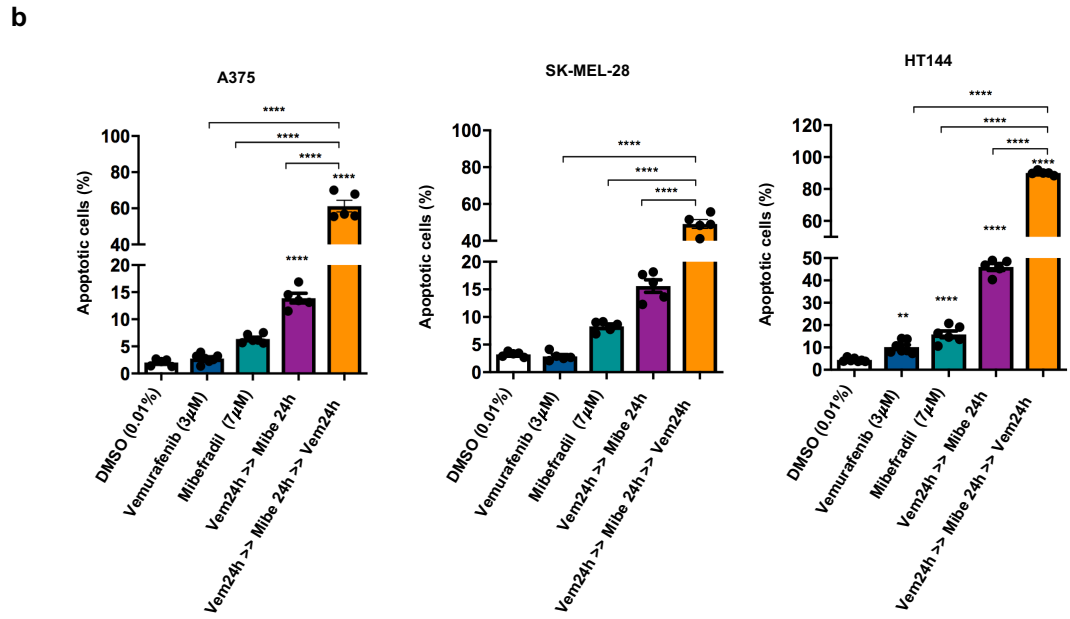 b
A375
****
****
****
****
****
Apoptotic cells (%)
100
80
60
40
20
15
10
5
0
DMSO (0.01%)
Vemurafenib (3µM)
Mibefradil (7µM)
Vem24h >> Mibe 24h
Vem24h >> Mibe 24h >> Vem24h
SK-MEL-28
****
****
****
Apoptotic cells (%)
100
80
60
40
20
15
10
5
0
DMSO (0.01%)
Vemurafenib (3µM)
Mibefradil (7µM)
Vem24h >> Mibe 24h
Vem24h >> Mibe 24h >> Vem24h
HT144
****
****
****
****
****
****
**
Apoptotic cells (%)
120
100
80
60
50
40
30
20
10
0
DMSO (0.01%)
Vemurafenib (3µM)
Mibefradil (7µM)
Vem24h >> Mibe 24h
Vem24h >> Mibe 24h >> Vem24h